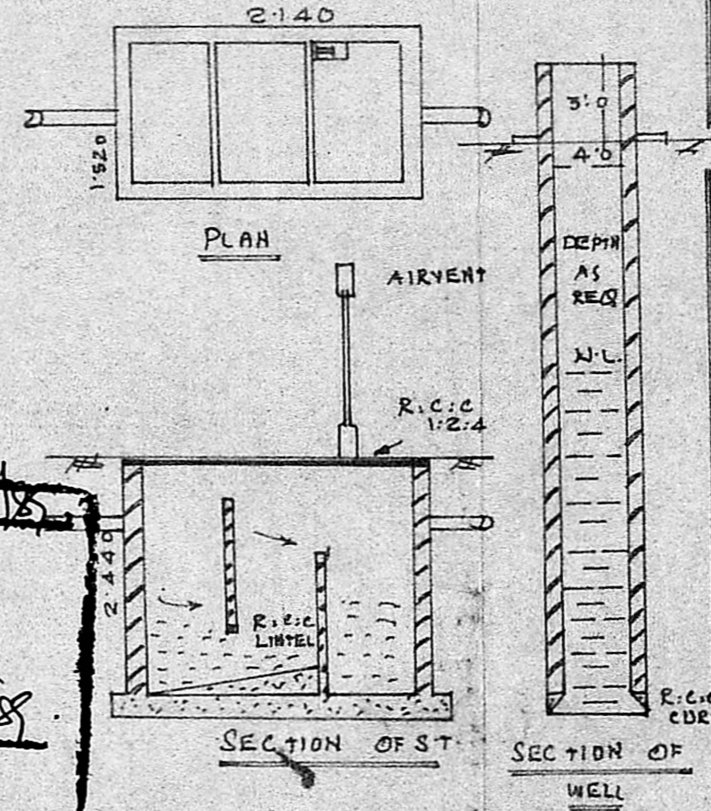 2.140
1.520
PLAN
AIRVENT
R:C:C
1:2:4
2.440
R:C:C
LINTEL
SECTION OF S.T.
3'0
4'0
DEPTH
AS
REQ
W.L.
R:C:C
CUR
SECTION OF
WELL